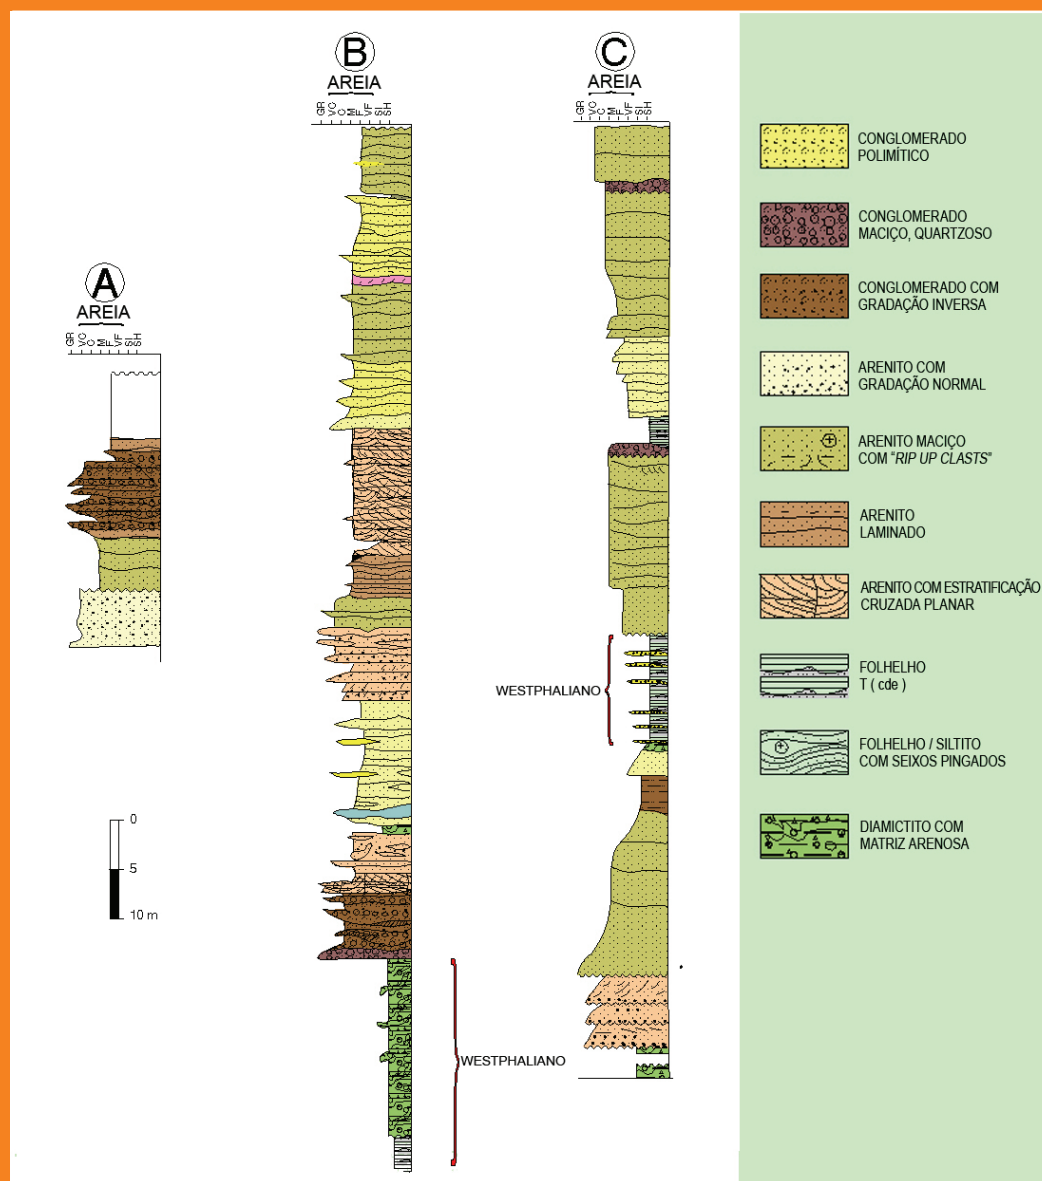 A
AREIA
GR
VC
C
M
F
VF
SI
SH
B
AREIA
GR
VC
C
M
F
VF
SI
SH
C
AREIA
GR
VC
C
M
F
VF
SI
SH
WESTPHALIANO
WESTPHALIANO
0
5
10 m
CONGLOMERADO
POLIMÍTICO
CONGLOMERADO
MACIÇO, QUARTZOSO
CONGLOMERADO COM
GRADAÇÃO INVERSA
ARENITO COM
GRADAÇÃO NORMAL
ARENITO MACIÇO
COM "RIP UP CLASTS"
ARENITO
LAMINADO
ARENITO COM ESTRATIFICAÇÃO
CRUZADA PLANAR
FOLHELHO
T ( cde )
FOLHELHO / SILTITO
COM SEIXOS PINGADOS
DIAMICTITO COM
MATRIZ ARENOSA